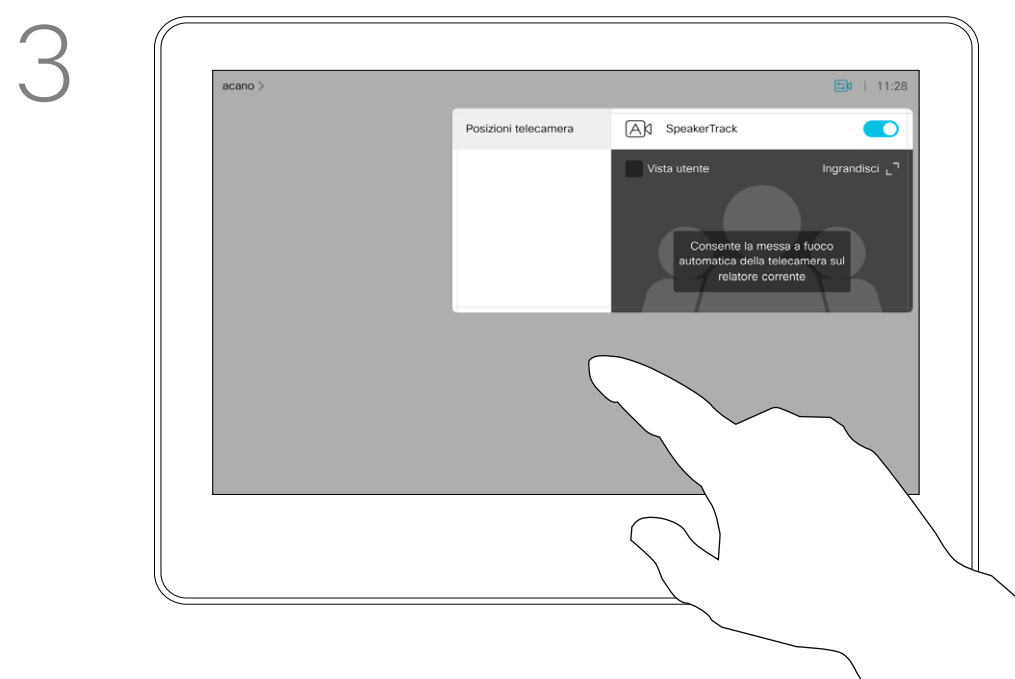 3
acano >
| 11:28
Posizioni telecamera
SpeakerTrack
Vista utente
Ingrandisci
Consente la messa a fuoco
automatica della telecamera sul
relatore corrente